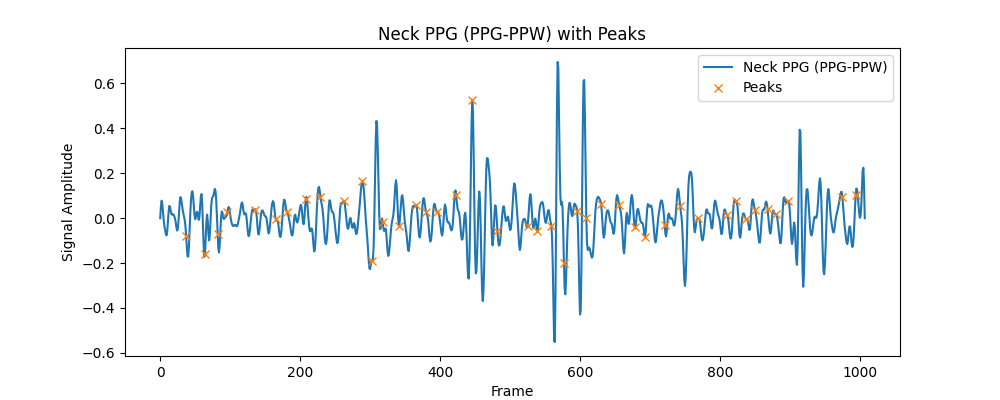 Neck PPG (PPG-PPW) with Peaks
Neck PPG (PPG-PPW)
Peaks
Signal Amplitude
0.6
0.4
0.2
0.0
−0.2
−0.4
−0.6
0 200 400 600 800 1000
Frame